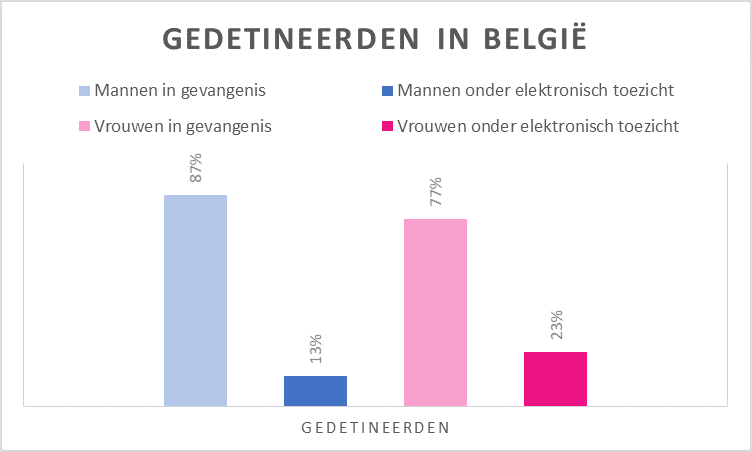 GEDETINEERDEN IN BELGIË
Mannen in gevangenis
Mannen onder elektronisch toezicht
Vrouwen in gevangenis
Vrouwen onder elektronisch toezicht
87%
13%
77%
23%
GEDETINEERDEN